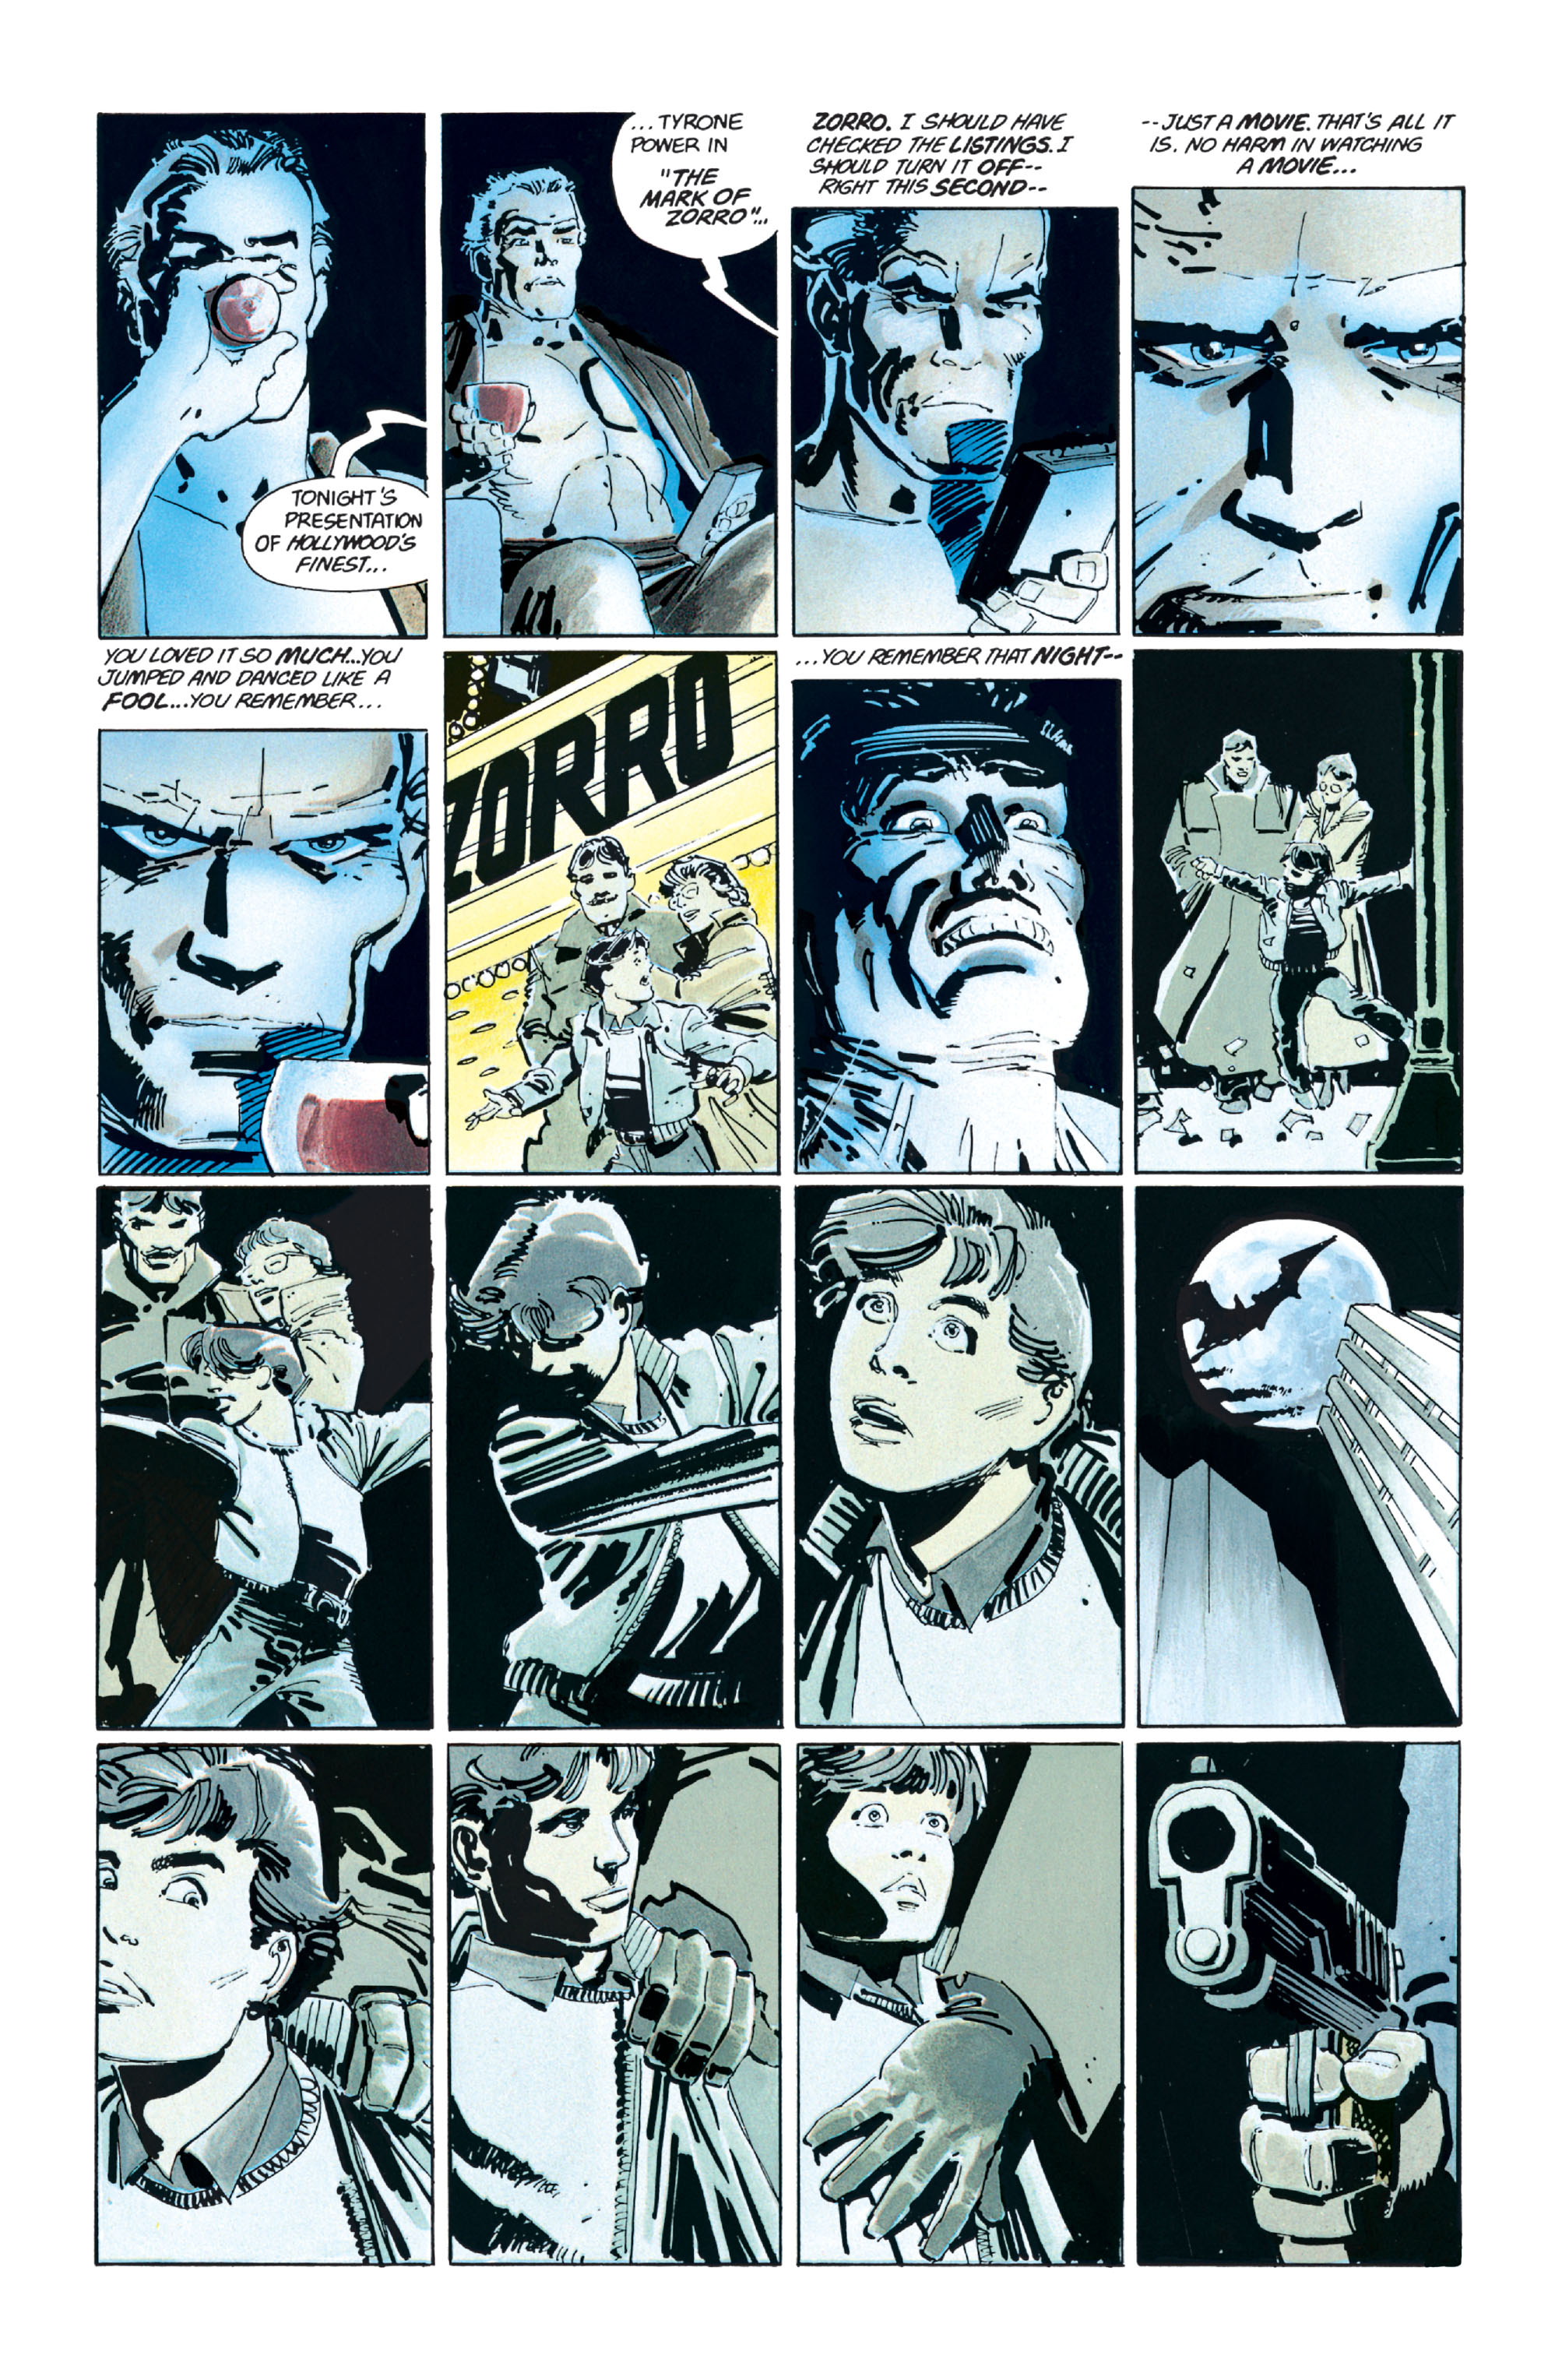 TONIGHT'S
PRESENTATION
OF HOLLYWOOD'S
FINEST...
...TYRONE
POWER IN
"THE
MARK OF
ZORRO"...
ZORRO. I SHOULD HAVE
CHECKED THE LISTINGS. I
SHOULD TURN IT OFF--
RIGHT THIS SECOND--
--JUST A MOVIE. THAT'S ALL IT
IS. NO HARM IN WATCHING
A MOVIE...
YOU LOVED IT SO MUCH...YOU
JUMPED AND DANCED LIKE A
FOOL...YOU REMEMBER...
ZORRO
...YOU REMEMBER THAT NIGHT--